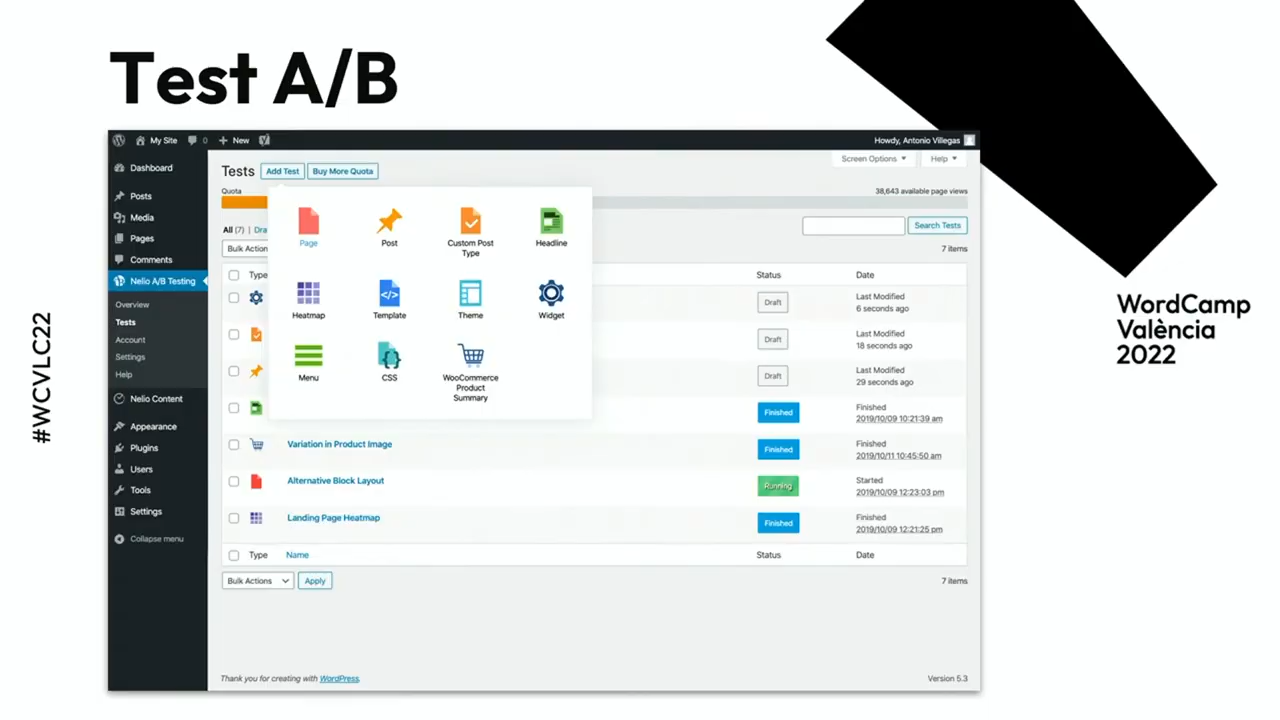 Test A/B
My Site
0
New
Howdy, Antonio Villegas
Dashboard
Posts
Media
Pages
Comments
Nelio A/B Testing
Overview
Tests
Account
Settings
Help
Nelio Content
Appearance
Plugins
Users
Tools
Settings
Collapse menu
Screen Options
Help
Tests
Add Test
Buy More Quota
Quota
38,643 available page views
All (7) | Dra
Search Tests
Bulk Action
7 items
Page
Post
Custom Post
Type
Headline
Heatmap
Template
Theme
Widget
Menu
CSS
WooCommerce
Product
Summary
Type
Status
Date
Draft
Last Modified
6 seconds ago
Draft
Last Modified
18 seconds ago
Draft
Last Modified
29 seconds ago
Finished
Finished
2019/10/09 10:21:39 am
Variation in Product Image
Finished
Finished
2019/10/11 10:45:50 am
Alternative Block Layout
Running
Started
2019/10/09 12:23:03 pm
Landing Page Heatmap
Finished
Finished
2019/10/09 12:21:25 pm
Type
Name
Status
Date
Bulk Actions
Apply
7 items
Thank you for creating with WordPress.
Version 5.3
#WCVLC22
WordCamp
València
2022